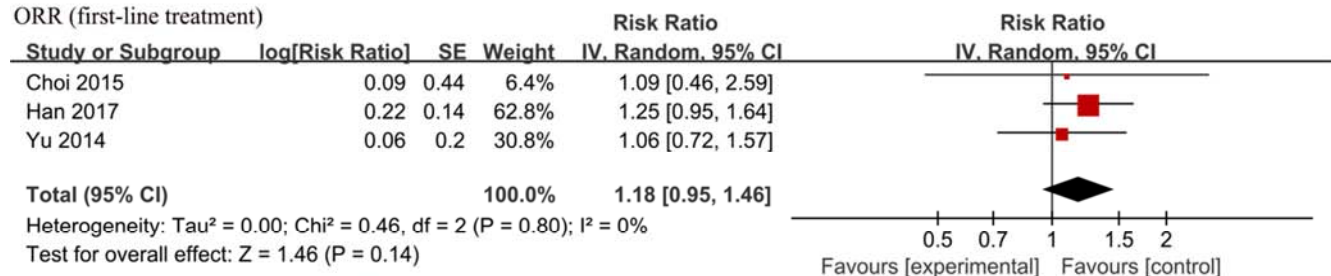 ORR (first-line treatment)
Risk Ratio Risk Ratio
Study or Subgroup log[Risk Ratio] SE Weight IV, Random, 95% CI IV, Random, 95% CI
Choi 2015 0.09 0.44 6.4% 1.09 [0.46, 2.59]
Han 2017 0.22 0.14 62.8% 1.25 [0.95, 1.64]
Yu 2014 0.06 0.2 30.8% 1.06 [0.72, 1.57]
Total (95% CI) 100.0% 1.18 [0.95, 1.46]
Heterogeneity: Tau² = 0.00; Chi² = 0.46, df = 2 (P = 0.80); I² = 0%
Test for overall effect: Z = 1.46 (P = 0.14)
0.5 0.7 1 1.5 2
Favours [experimental] Favours [control]